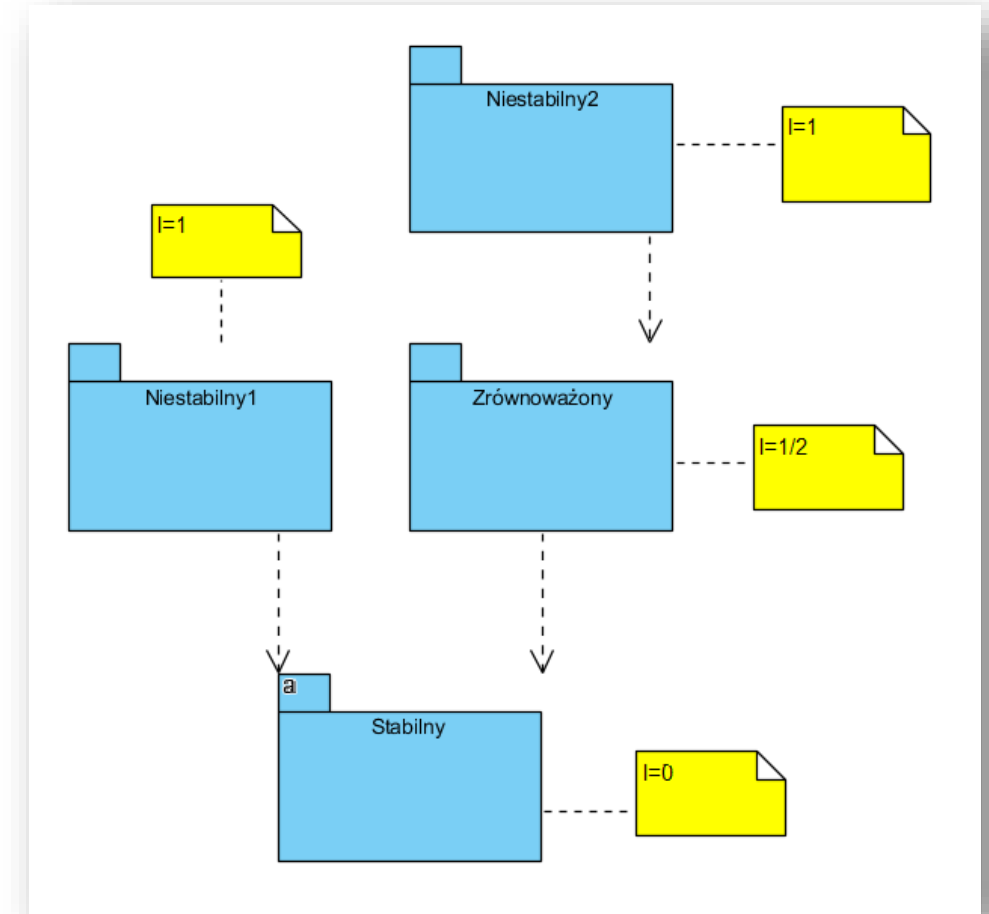 Niestabilny2
I=1
I=1
Niestabilny1
Zrównoważony
I=1/2
a
Stabilny
I=0